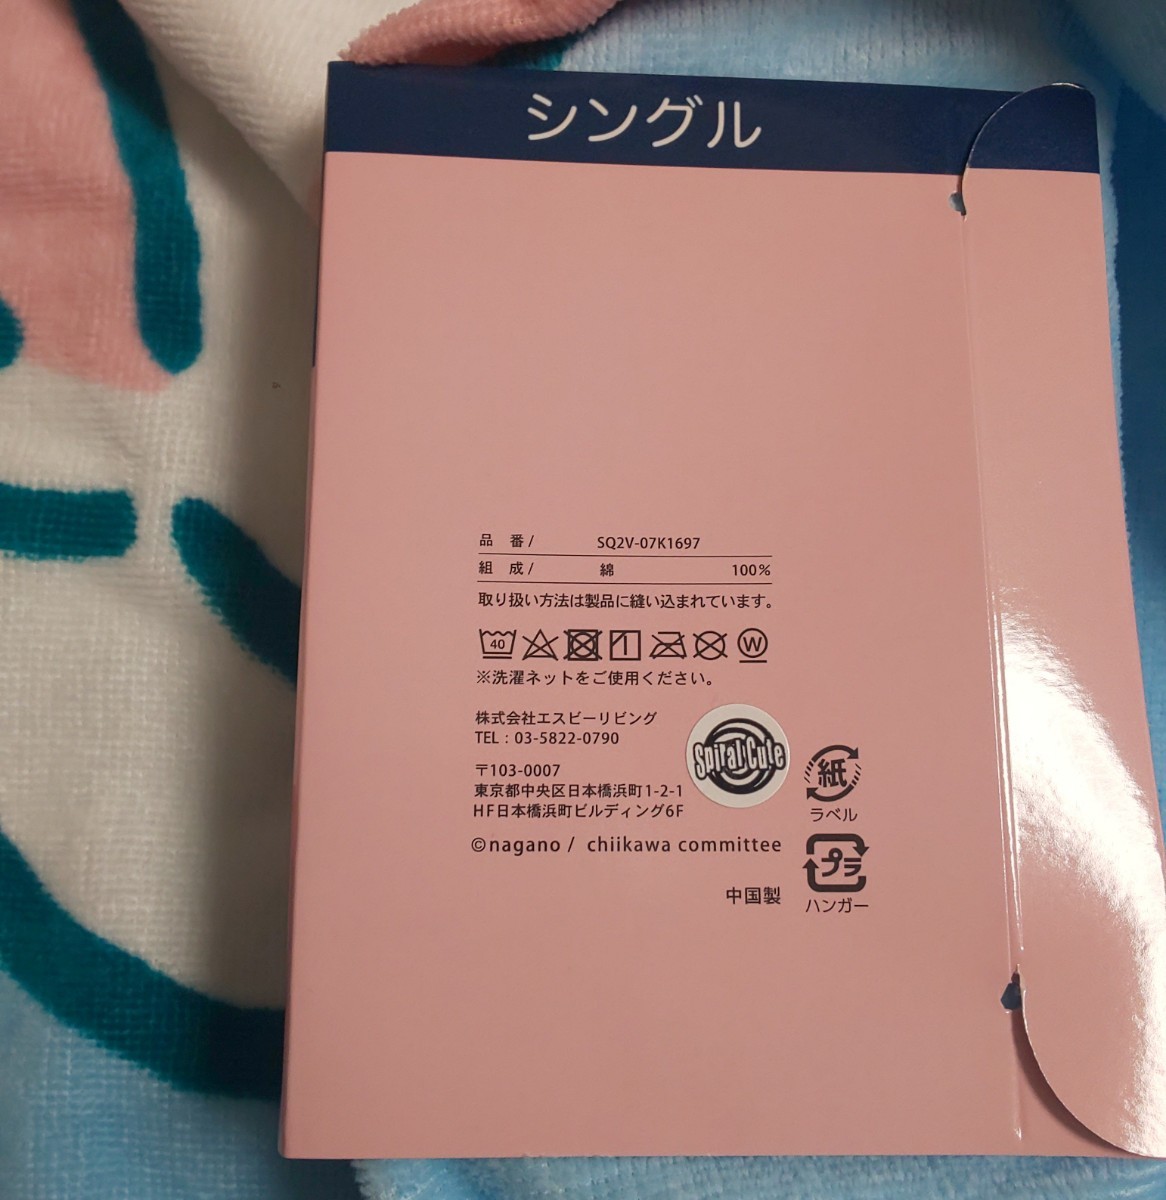 シングル
品　番 /　SQ2V-07K1697
組　成 /　綿　100%
取り扱い方法は製品に縫い込まれています。
40 W
※洗濯ネットをご使用ください。
株式会社エスビーリビング
TEL : 03-5822-0790
〒103-0007
東京都中央区日本橋浜町1-2-1
HF日本橋浜町ビルディング6F
Spiral Cute
©nagano / chiikawa committee
中国製
紙
ラベル
プラ
ハンガー